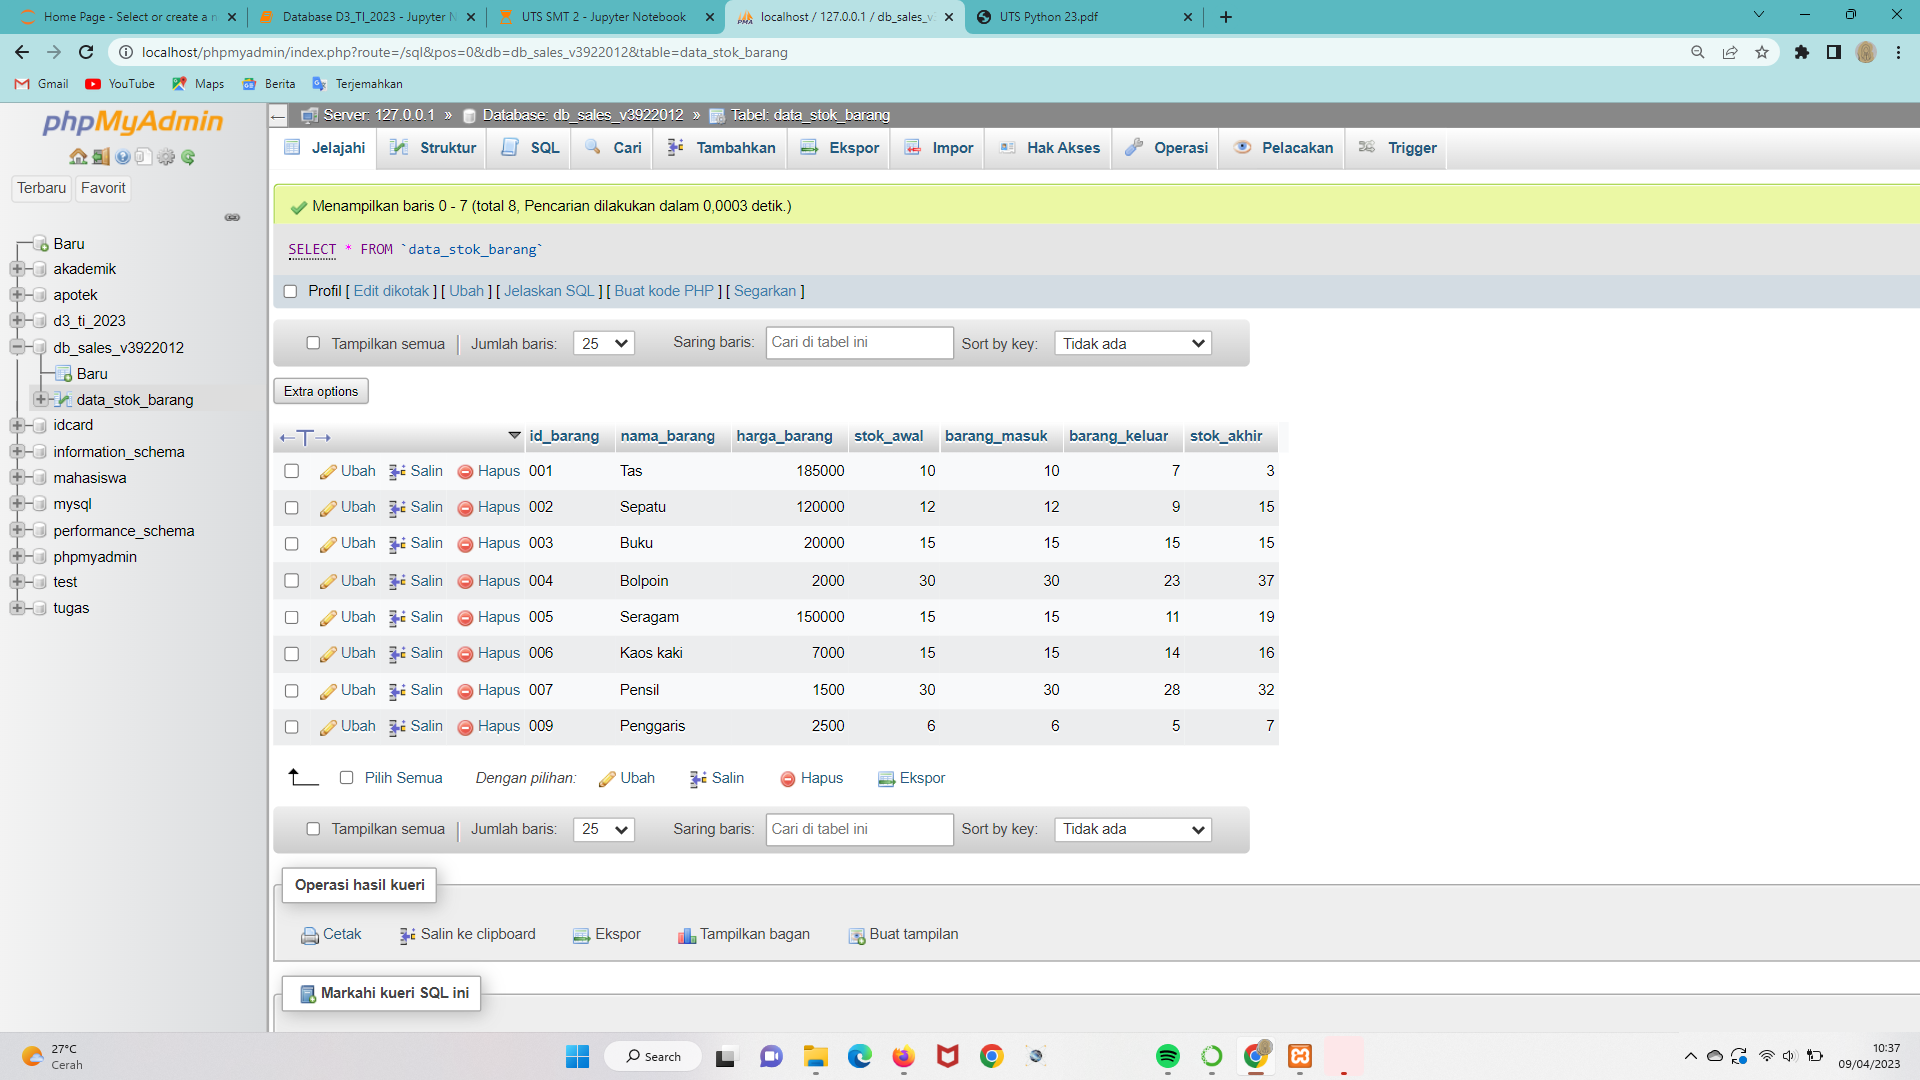 Home Page - Select or create a n
Database D3_TI_2023 - Jupyter N
UTS SMT 2 - Jupyter Notebook
localhost / 127.0.0.1 / db_sales_v3
UTS Python 23.pdf
localhost/phpmyadmin/index.php?route=/sql&pos=0&db=db_sales_v3922012&table=data_stok_barang
Gmail YouTube Maps Berita Terjemahkan
phpMyAdmin
Terbaru Favorit
Baru
akademik
apotek
d3_ti_2023
db_sales_v3922012
Baru
data_stok_barang
idcard
information_schema
mahasiswa
mysql
performance_schema
phpmyadmin
test
tugas
Server: 127.0.0.1 » Database: db_sales_v3922012 » Tabel: data_stok_barang
Jelajahi Struktur SQL Cari Tambahkan Ekspor Impor Hak Akses Operasi Pelacakan Trigger
Menampilkan baris 0 - 7 (total 8, Pencarian dilakukan dalam 0,0003 detik.)
SELECT * FROM `data_stok_barang`
Profil [ Edit dikotak ] [ Ubah ] [ Jelaskan SQL ] [ Buat kode PHP ] [ Segarkan ]
Tampilkan semua | Jumlah baris: 25 Saring baris: Cari di tabel ini Sort by key: Tidak ada
Extra options
←T→ id_barang nama_barang harga_barang stok_awal barang_masuk barang_keluar stok_akhir
Ubah Salin Hapus 001 Tas 185000 10 10 7 3
Ubah Salin Hapus 002 Sepatu 120000 12 12 9 15
Ubah Salin Hapus 003 Buku 20000 15 15 15 15
Ubah Salin Hapus 004 Bolpoin 2000 30 30 23 37
Ubah Salin Hapus 005 Seragam 150000 15 15 11 19
Ubah Salin Hapus 006 Kaos kaki 7000 15 15 14 16
Ubah Salin Hapus 007 Pensil 1500 30 30 28 32
Ubah Salin Hapus 009 Penggaris 2500 6 6 5 7
Pilih Semua Dengan pilihan: Ubah Salin Hapus Ekspor
Tampilkan semua | Jumlah baris: 25 Saring baris: Cari di tabel ini Sort by key: Tidak ada
Operasi hasil kueri
Cetak Salin ke clipboard Ekspor Tampilkan bagan Buat tampilan
Markahi kueri SQL ini
27°C
Cerah
Search
10:37
09/04/2023